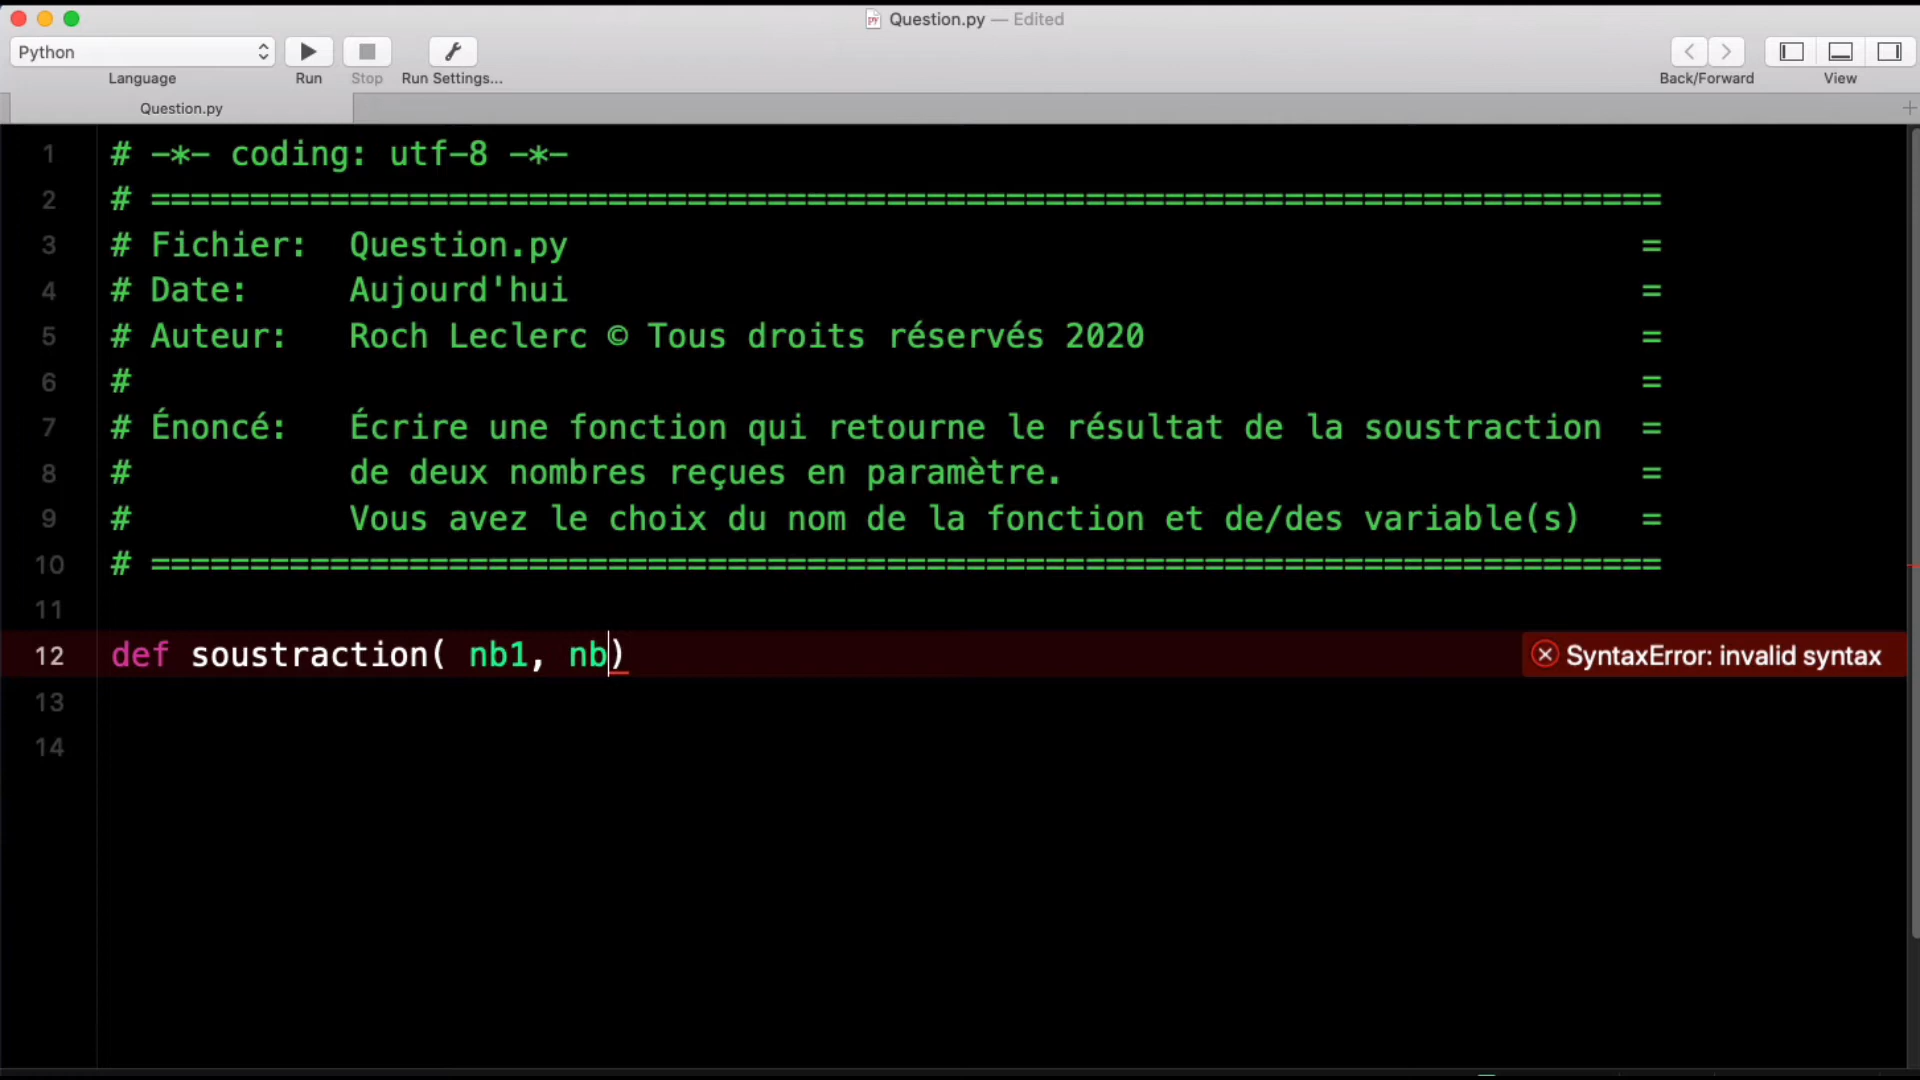 Question.py — Edited
Python
Language
Run
Stop
Run Settings...
Back/Forward
View
Question.py
1 # -*- coding: utf-8 -*-
2 # ============================================================================
3 # Fichier: Question.py =
4 # Date: Aujourd'hui =
5 # Auteur: Roch Leclerc © Tous droits réservés 2020 =
6 # =
7 # Énoncé: Écrire une fonction qui retourne le résultat de la soustraction =
8 # de deux nombres reçues en paramètre. =
9 # Vous avez le choix du nom de la fonction et de/des variable(s) =
10 # ============================================================================
11
12 def soustraction( nb1, nb) SyntaxError: invalid syntax
13
14